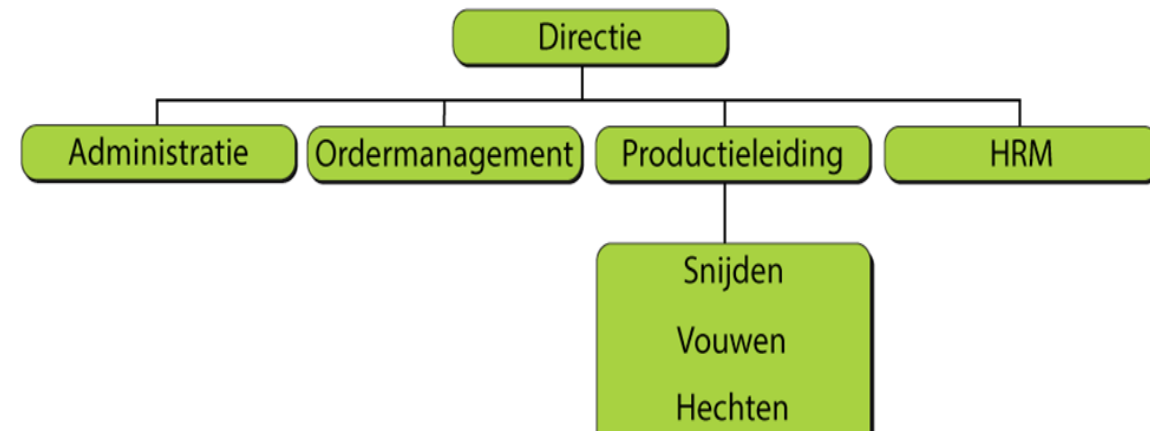 Directie
Administratie
Ordermanagement
Productieleiding
HRM
Snijden
Vouwen
Hechten